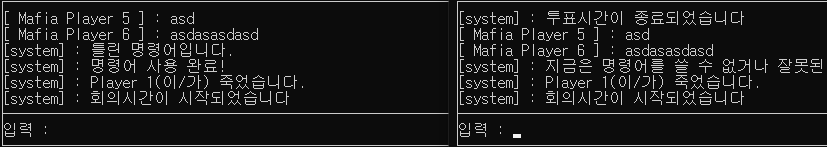 [ Mafia Player 5 ] : asd
[ Mafia Player 6 ] : asdasasdasd
[system] : 틀린 명령어입니다.
[system] : 명령어 사용 완료!
[system] : Player 1(이/가) 죽었습니다.
[system] : 회의시간이 시작되었습니다
입력 :
[system] : 투표시간이 종료되었습니다
[ Mafia Player 5 ] : asd
[ Mafia Player 6 ] : asdasasdasd
[system] : 지금은 명령어를 쓸 수 없거나 잘못된
[system] : Player 1(이/가) 죽었습니다.
[system] : 회의시간이 시작되었습니다
입력 :